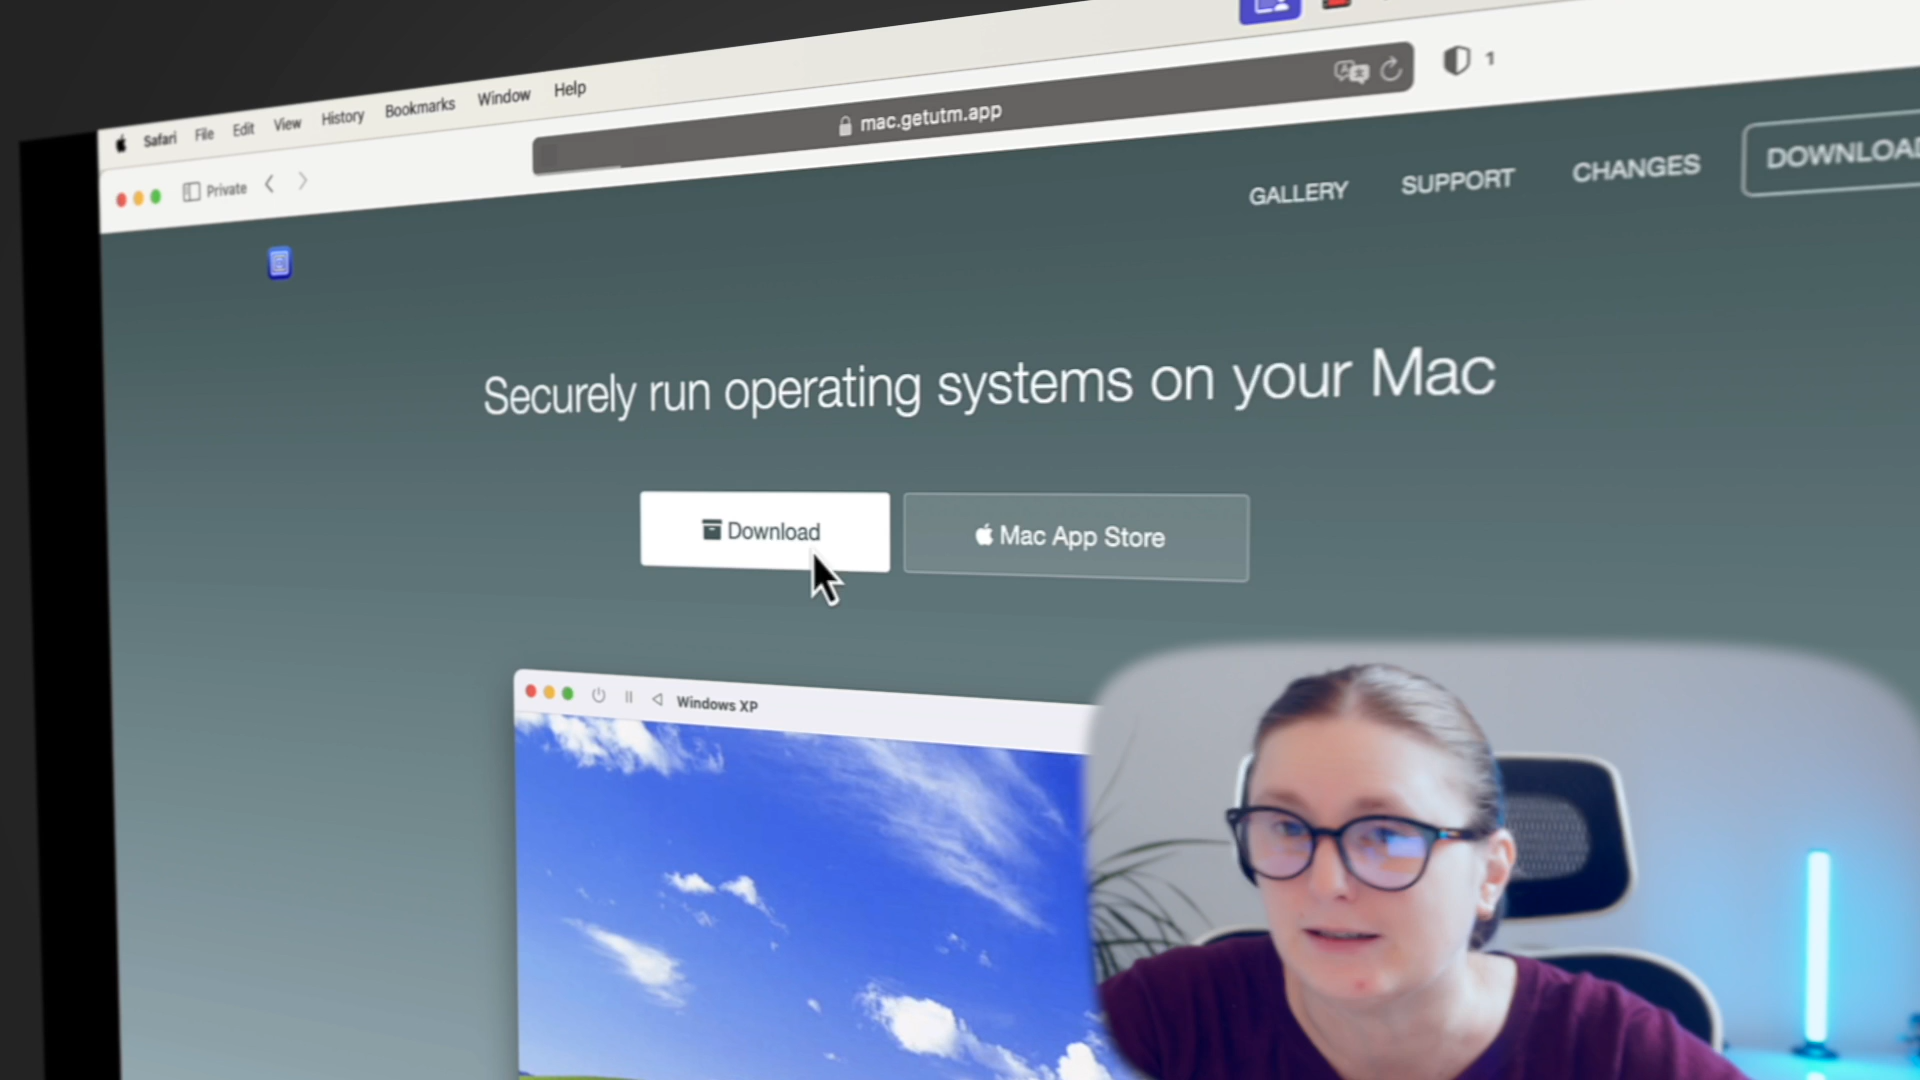 Safari File Edit View History Bookmarks Window Help
Private
mac.getutm.app
1
GALLERY SUPPORT CHANGES DOWNLOAD
Securely run operating systems on your Mac
Download
Mac App Store
Windows XP